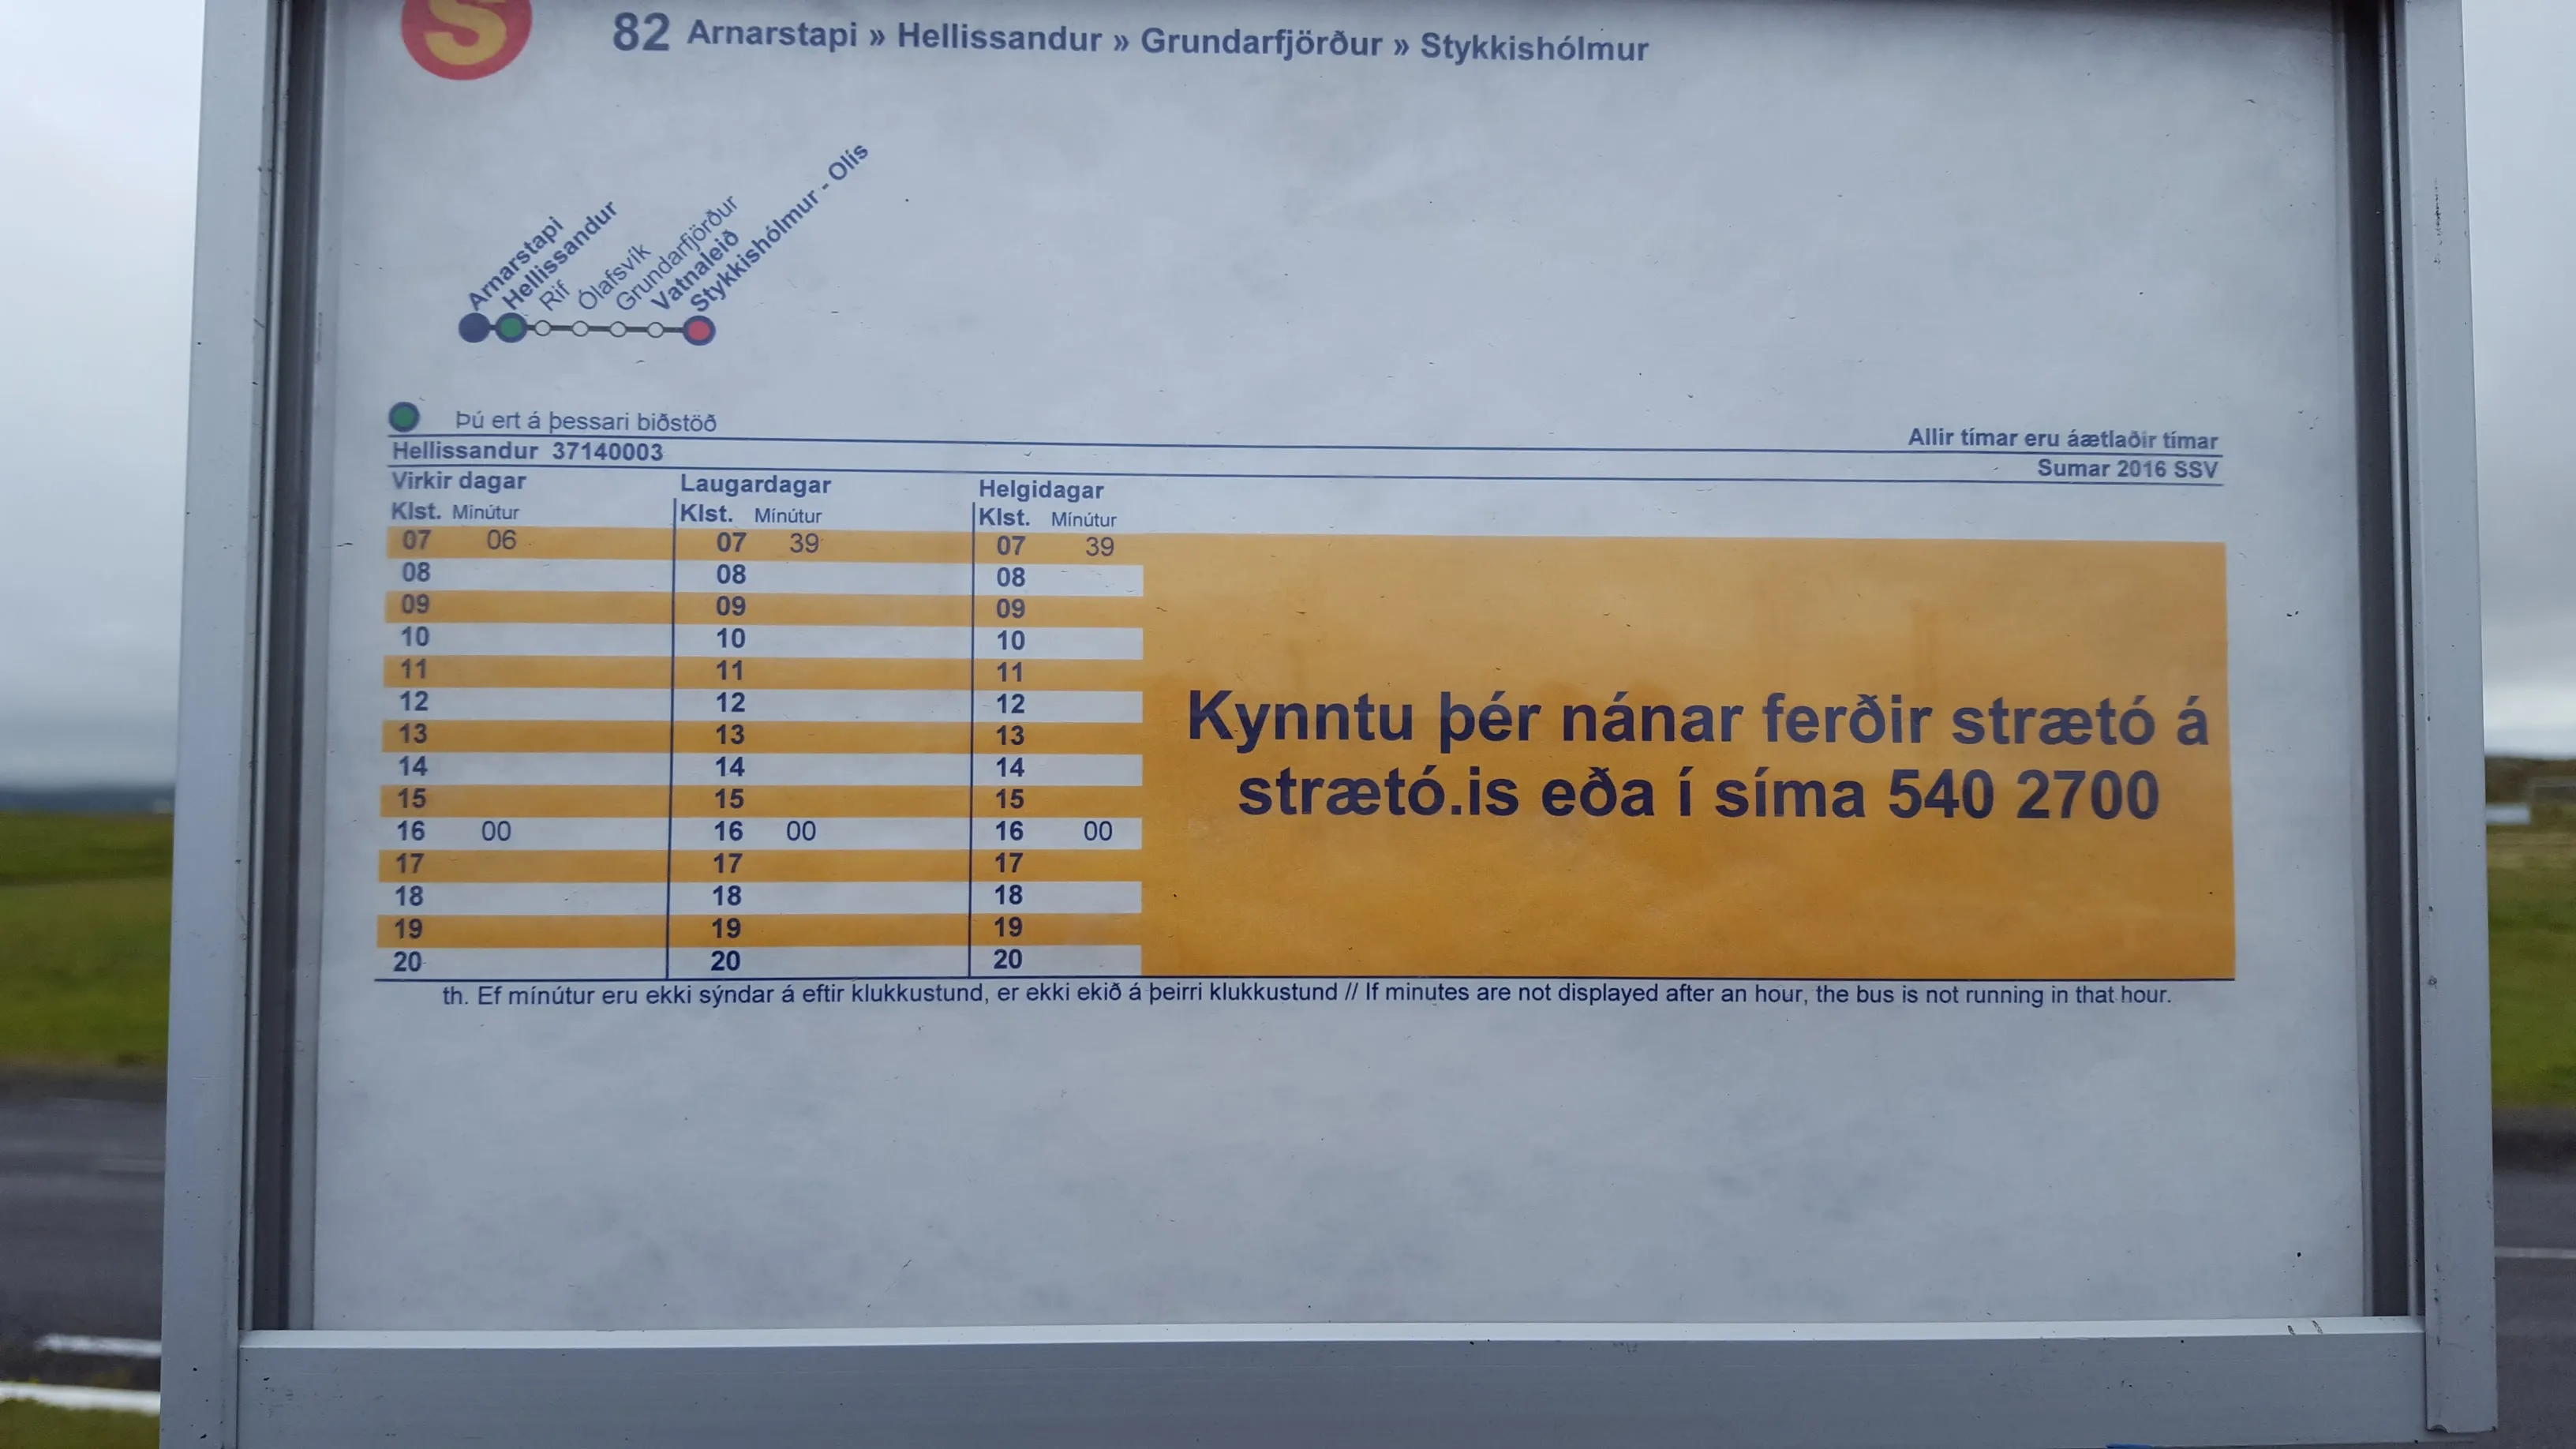 S
82 Arnarstapi » Hellissandur » Grundarfjörður » Stykkishólmur
Arnarstapi
Hellissandur
Rif
Ólafsvík
Grundarfjörður
Vatnaleið
Stykkishólmur - Olís
Þú ert á þessari biðstöð
Allir tímar eru áætlaðir tímar
Hellissandur 37140003
Sumar 2016 SSV
Virkir dagar Laugardagar Helgidagar
Klst. Mínútur Klst. Mínútur Klst. Mínútur
07 06 07 39 07 39
08 08 08
09 09 09
10 10 10
11 11 11
12 12 12
13 13 13
14 14 14
15 15 15
16 00 16 00 16 00
17 17 17
18 18 18
19 19 19
20 20 20
Kynntu þér nánar ferðir strætó á
strætó.is eða í síma 540 2700
th. Ef mínútur eru ekki sýndar á eftir klukkustund, er ekki ekið á þeirri klukkustund // If minutes are not displayed after an hour, the bus is not running in that hour.